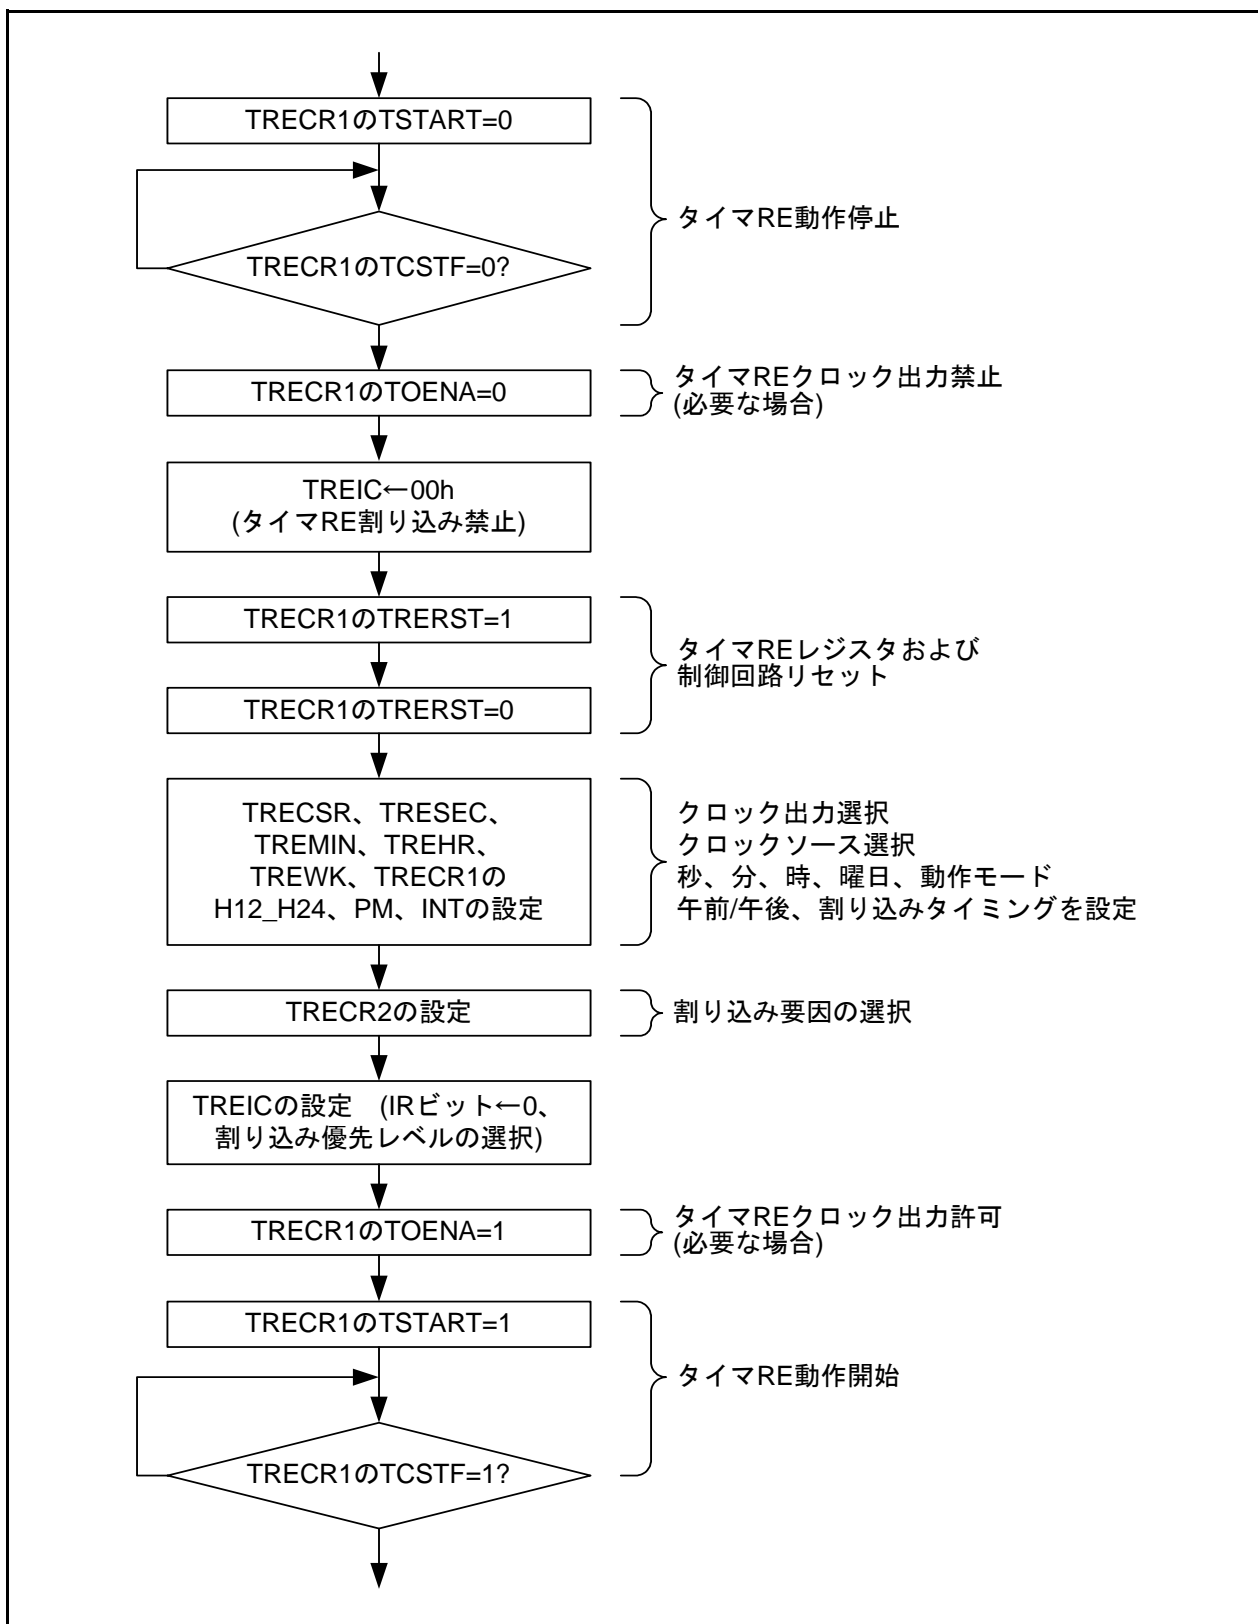 TRECR1のTSTART=0
TRECR1のTCSTF=0?
タイマRE動作停止
TRECR1のTOENA=0
タイマREクロック出力禁止
(必要な場合)
TREIC←00h
(タイマRE割り込み禁止)
TRECR1のTRERST=1
TRECR1のTRERST=0
タイマREレジスタおよび
制御回路リセット
TRECSR、TRESEC、
TREMIN、TREHR、
TREWK、TRECR1の
H12_H24、PM、INTの設定
クロック出力選択
クロックソース選択
秒、分、時、曜日、動作モード
午前/午後、割り込みタイミングを設定
TRECR2の設定
割り込み要因の選択
TREICの設定　(IRビット←0、
割り込み優先レベルの選択)
TRECR1のTOENA=1
タイマREクロック出力許可
(必要な場合)
TRECR1のTSTART=1
TRECR1のTCSTF=1?
タイマRE動作開始